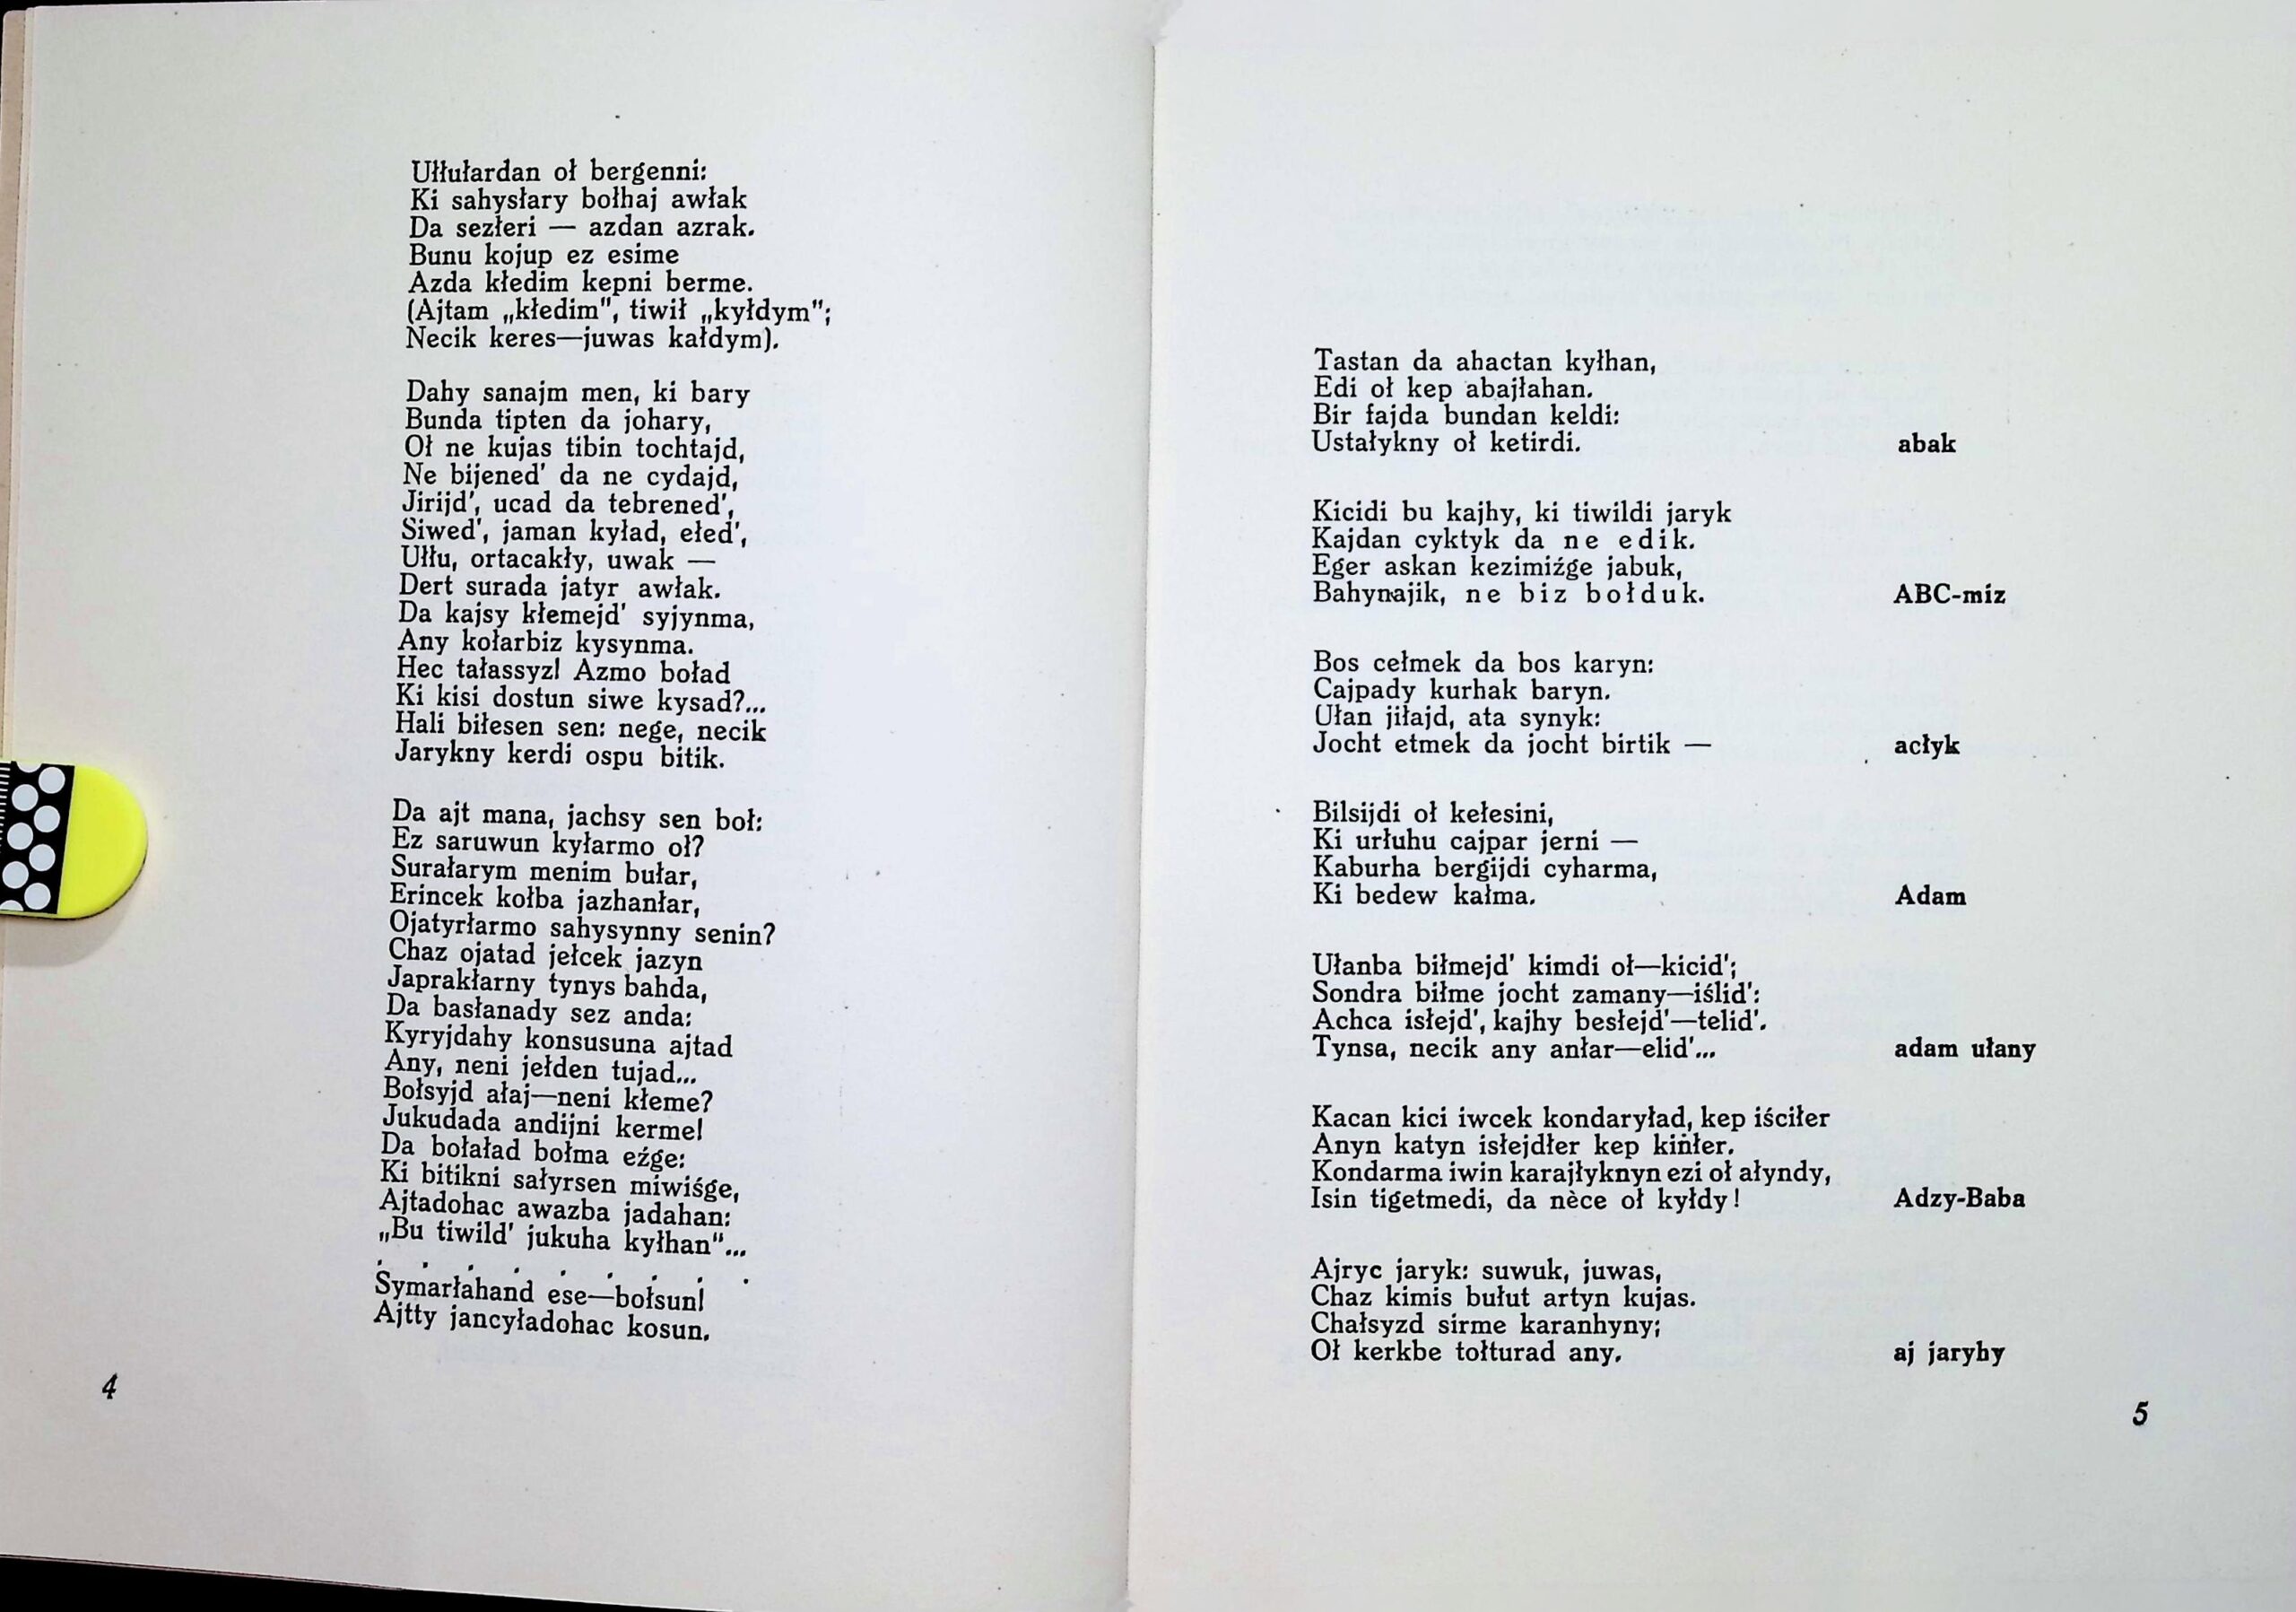 Ułłułardan oł bergenni:
Ki sahysłary bołhaj awłak
Da sezłeri — azdan azrak.
Bunu kojup ez esime
Azda kłedim kepni berme.
(Ajtam „kłedim", tiwił „kyłdym";
Necik keres—juwas kałdym).

Dahy sanajm men, ki bary
Bunda tipten da johary,
Oł ne kujas tibin tochtajd,
Ne bijened' da ne cydajd,
Jirijd', ucad da tebrened',
Siwed', jaman kyład, ełed',
Ułłu, ortacakły, uwak —
Dert surada jatyr awłak.
Da kajsy kłemejd' syjynma,
Any kołarbiz kysynma.
Hec tałassyz! Azmo boład
Ki kisi dostun siwe kysad?...
Hali biłesen sen: nege, necik
Jarykny kerdi ospu bitik.

Da ajt mana, jachsy sen boł:
Ez saruwun kyłarmo oł?
Surałarym menim bułar,
Erincek kołba jazhanłar,
Ojatyrłarmo sahysynny senin?
Chaz ojatad jełcek jazyn
Japrakłarny tynys bahda,
Da basłanady sez anda:
Kyryjdahy konsusuna ajtad
Any, neni jełden tujad...
Bołsyjd ałaj—neni kłeme?
Jukudada andijni kerme!
Da bołaład bołma eźge:
Ki bitikni sałyrsen miwiśge,
Ajtadohac awazba jadahan:
„Bu tiwild' jukuha kyłhan"...
. . . . . . . . .
Symarłahand ese—bołsun!
Ajtty jancyładohac kosun.

4

Tastan da ahactan kyłhan,
Edi oł kep abajłahan.
Bir fajda bundan keldi:
Ustałykny oł ketirdi. abak

Kicidi bu kajhy, ki tiwildi jaryk
Kajdan cyktyk da ne edik.
Eger askan kezimiźge jabuk,
Bahynajik, ne biz bołduk. ABC-miz

Bos cełmek da bos karyn:
Cajpady kurhak baryn.
Ułan jiłajd, ata synyk:
Jocht etmek da jocht birtik — acłyk

Bilsijdi oł kełesini,
Ki urłuhu cajpar jerni —
Kaburha bergijdi cyharma,
Ki bedew kałma. Adam

Ułanba biłmejd' kimdi oł—kicid';
Sondra biłme jocht zamany—iślid':
Achca isłejd', kajhy besłejd'—telid'.
Tynsa, necik any anłar—elid'... adam ułany

Kacan kici iwcek kondaryład, kep iściłer
Anyn katyn isłejdłer kep kińłer.
Kondarma iwin karajłyknyn ezi oł ałyndy,
Isin tigetmedi, da nèce oł kyłdy! Adzy-Baba

Ajryc jaryk: suwuk, juwas,
Chaz kimis bułut artyn kujas.
Chałsyzd sirme karanhyny;
Oł kerkbe tołturad any. aj jaryhy

5